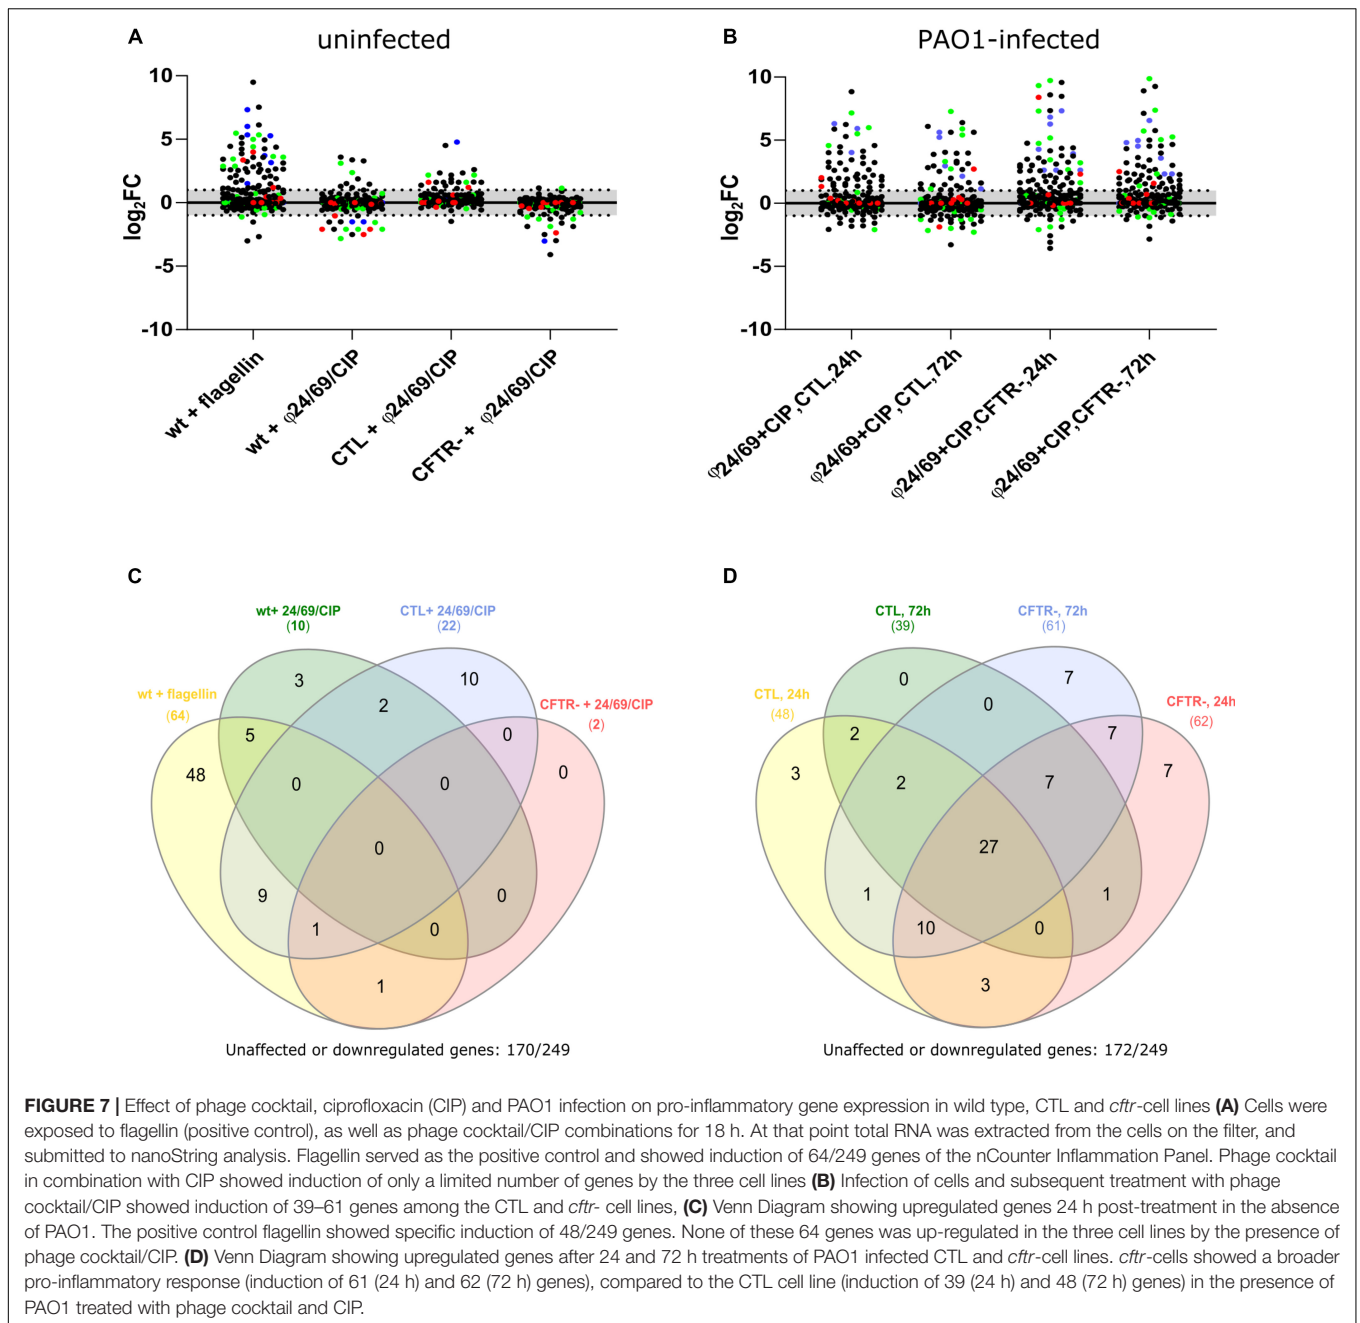 A
uninfected
B
PAO1-infected
10
5
0
-5
-10
log2FC
wt + flagellin
wt + φ24/69/CIP
CTL + φ24/69/CIP
CFTR- + φ24/69/CIP
10
5
0
-5
-10
log2FC
φ24/69+CIP,CTL,24h
φ24/69+CIP,CTL,72h
φ24/69+CIP,CFTR-,24h
φ24/69+CIP,CFTR-,72h
C
wt+ 24/69/CIP
(10)
CTL+ 24/69/CIP
(22)
wt + flagellin
(64)
CFTR- + 24/69/CIP
(2)
3
10
2
5
0
48
0
0
0
0
9
0
1
0
1
Unaffected or downregulated genes: 170/249
D
CTL, 72h
(39)
CFTR-, 72h
(61)
CTL, 24h
(48)
CFTR-, 24h
(62)
0
7
0
2
7
3
2
7
7
27
1
1
10
0
3
Unaffected or downregulated genes: 172/249
FIGURE 7 | Effect of phage cocktail, ciprofloxacin (CIP) and PAO1 infection on pro-inflammatory gene expression in wild type, CTL and cftr-cell lines (A) Cells were
exposed to flagellin (positive control), as well as phage cocktail/CIP combinations for 18 h. At that point total RNA was extracted from the cells on the filter, and
submitted to nanoString analysis. Flagellin served as the positive control and showed induction of 64/249 genes of the nCounter Inflammation Panel. Phage cocktail
in combination with CIP showed induction of only a limited number of genes by the three cell lines (B) Infection of cells and subsequent treatment with phage
cocktail/CIP showed induction of 39–61 genes among the CTL and cftr- cell lines, (C) Venn Diagram showing upregulated genes 24 h post-treatment in the absence
of PAO1. The positive control flagellin showed specific induction of 48/249 genes. None of these 64 genes was up-regulated in the three cell lines by the presence of
phage cocktail/CIP. (D) Venn Diagram showing upregulated genes after 24 and 72 h treatments of PAO1 infected CTL and cftr-cell lines. cftr-cells showed a broader
pro-inflammatory response (induction of 61 (24 h) and 62 (72 h) genes), compared to the CTL cell line (induction of 39 (24 h) and 48 (72 h) genes) in the presence of
PAO1 treated with phage cocktail and CIP.